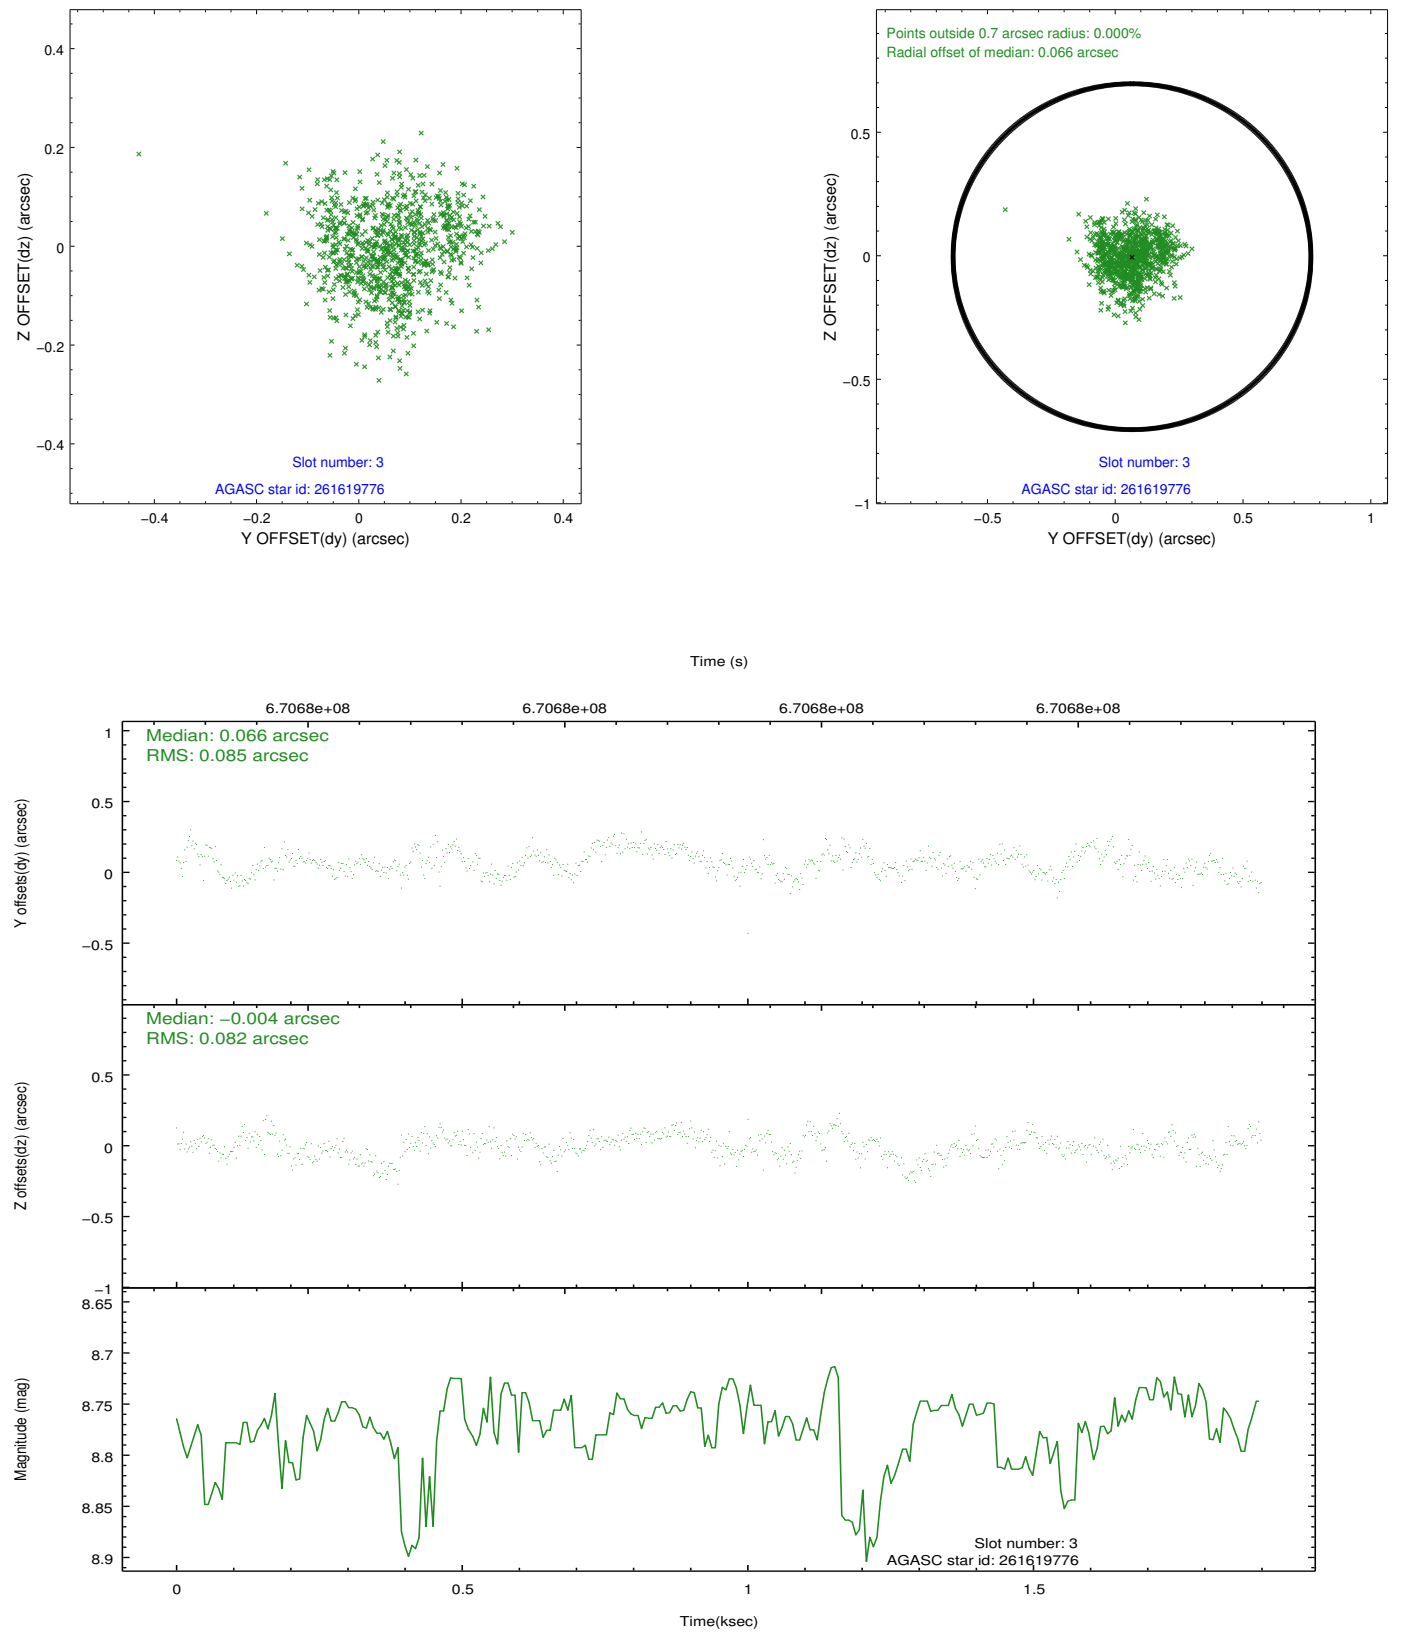 0.4
0.2
0
−0.2
−0.4
Z OFFSET(dz) (arcsec)
Slot number: 3
AGASC star id: 261619776
−0.4 −0.2 0 0.2 0.4
Y OFFSET(dy) (arcsec)
Points outside 0.7 arcsec radius: 0.000%
Radial offset of median: 0.066 arcsec
0.5
0
−0.5
−1
Z OFFSET(dz) (arcsec)
Slot number: 3
AGASC star id: 261619776
−0.5 0 0.5 1
Y OFFSET(dy) (arcsec)
Time (s)
6.7068e+08 6.7068e+08 6.7068e+08 6.7068e+08
Median: 0.066 arcsec
RMS: 0.085 arcsec
1
0.5
0
−0.5
Y offsets(dy) (arcsec)
Median: −0.004 arcsec
RMS: 0.082 arcsec
0.5
0
−0.5
−1
Z offsets(dz) (arcsec)
8.65
8.7
8.75
8.8
8.85
8.9
Magnitude (mag)
Slot number: 3
AGASC star id: 261619776
0 0.5 1 1.5
Time(ksec)